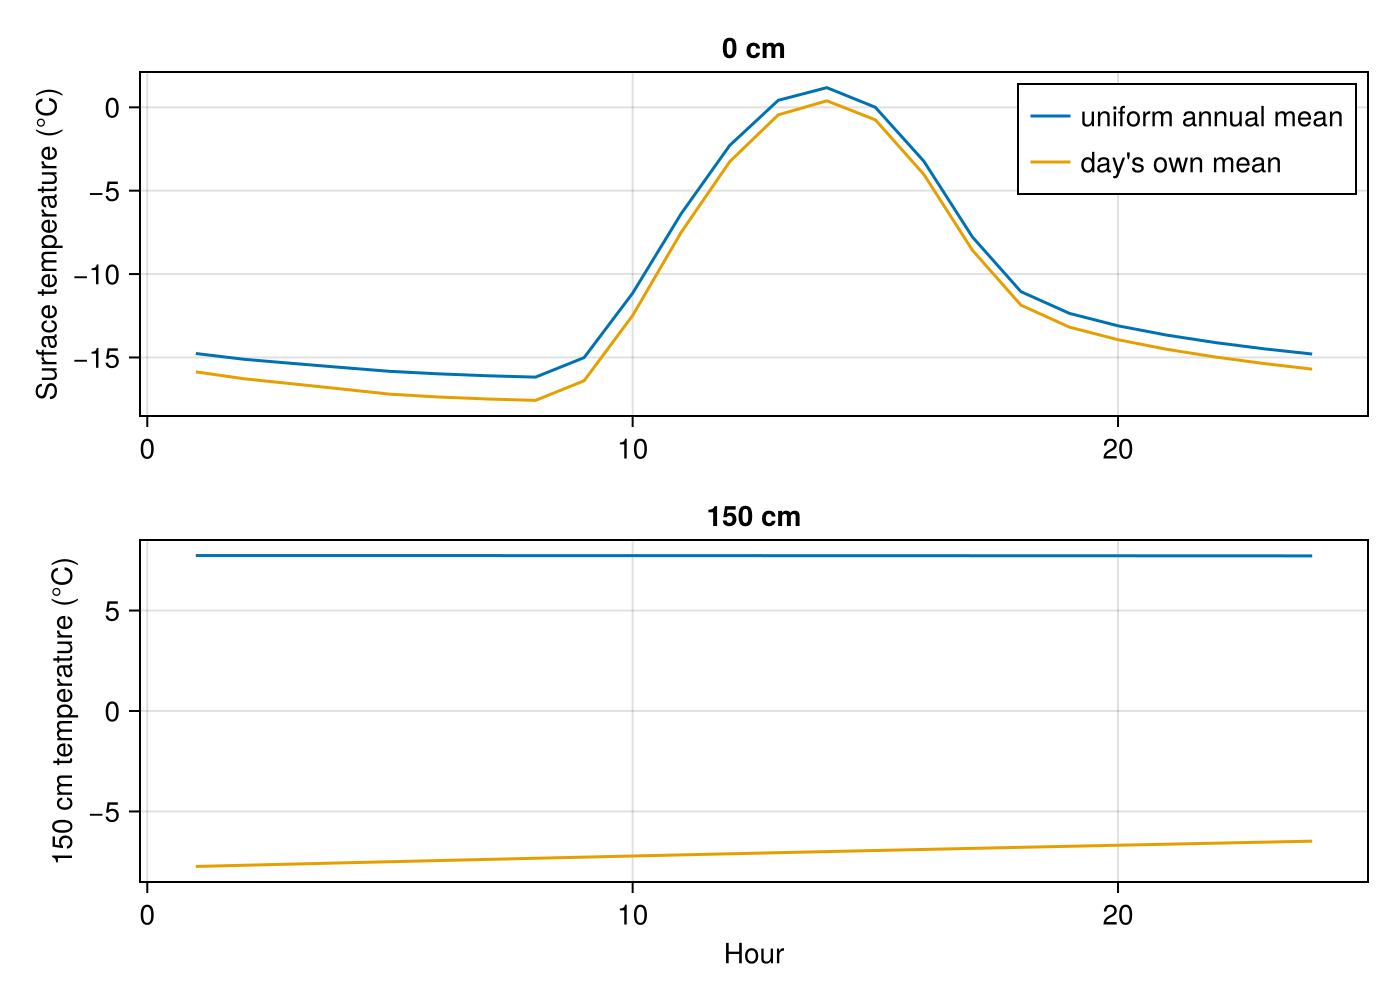 0 cm
Surface temperature (°C)
0
−5
−10
−15
uniform annual mean
day's own mean
0 10 20
150 cm
150 cm temperature (°C)
5
0
−5
0 10 20
Hour